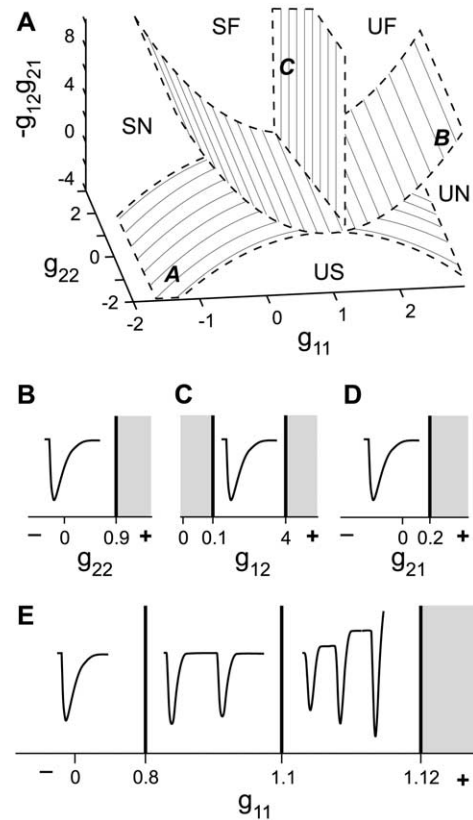 A
SF
UF
8
4
0
-4
-g12g21
C
SN
B
UN
2
0
-2
g22
A
US
-2
-1
0
1
2
g11
B
C
D
– 0 0.9 +
g22
0 0.1 4 +
g12
– 0 0.2 +
g21
E
– 0 0.8 1.1 1.12 +
g11